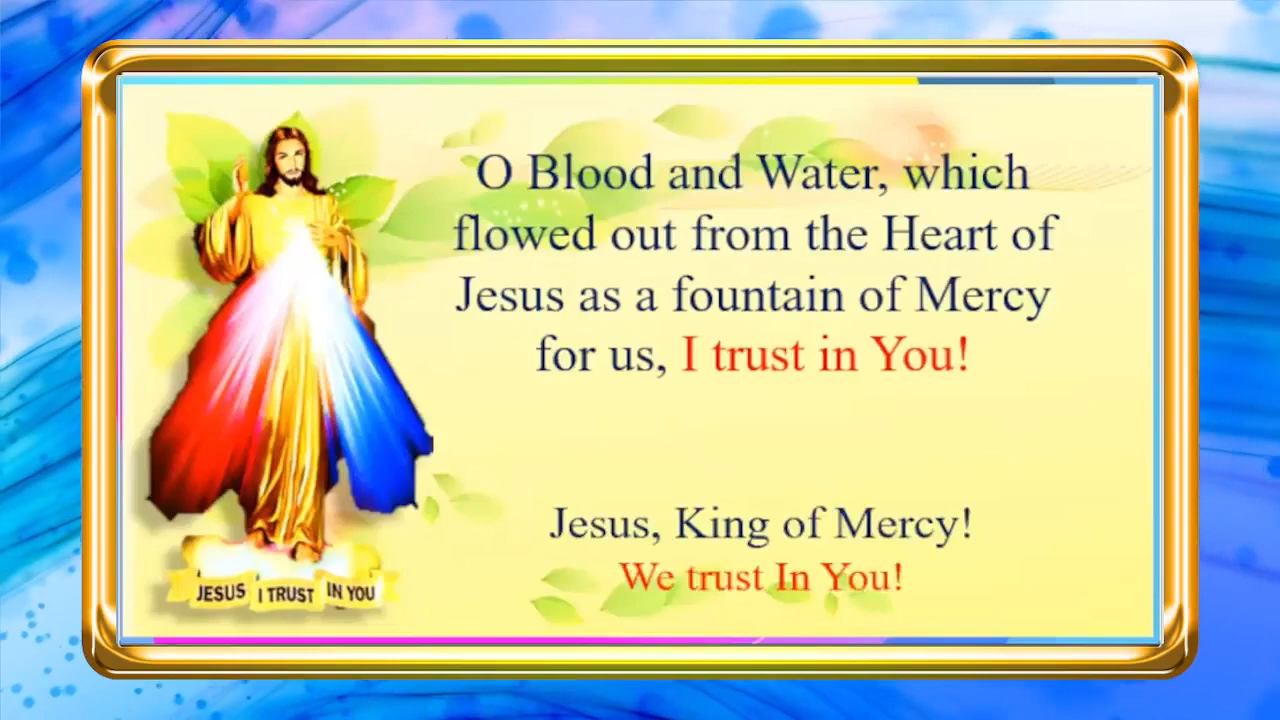 O Blood and Water, which
flowed out from the Heart of
Jesus as a fountain of Mercy
for us, I trust in You!
Jesus, King of Mercy!
We trust In You!
JESUS I TRUST IN YOU